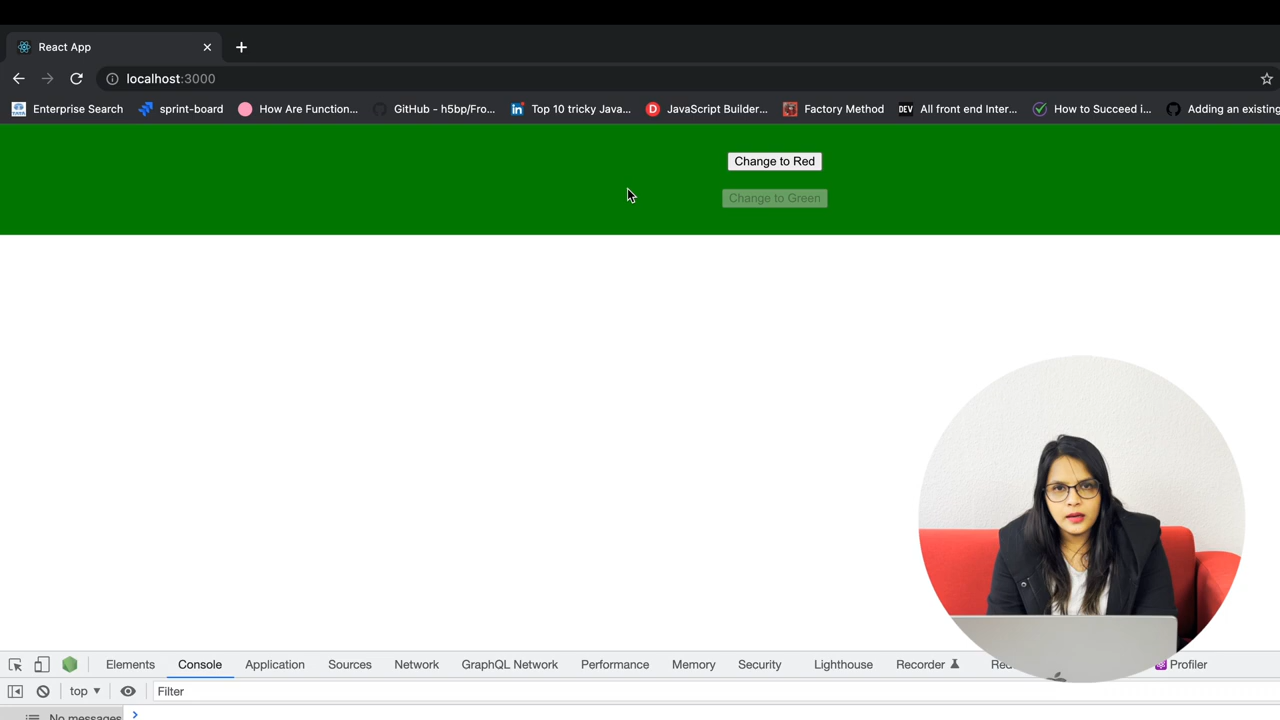 React App
localhost:3000
Enterprise Search sprint-board How Are Function... GitHub - h5bp/Fro... in Top 10 tricky Java... D JavaScript Builder... Factory Method DEV All front end Inter... How to Succeed i... Adding an existing
Change to Red
Change to Green
Elements Console Application Sources Network GraphQL Network Performance Memory Security Lighthouse Recorder Profiler
top Filter
No messages